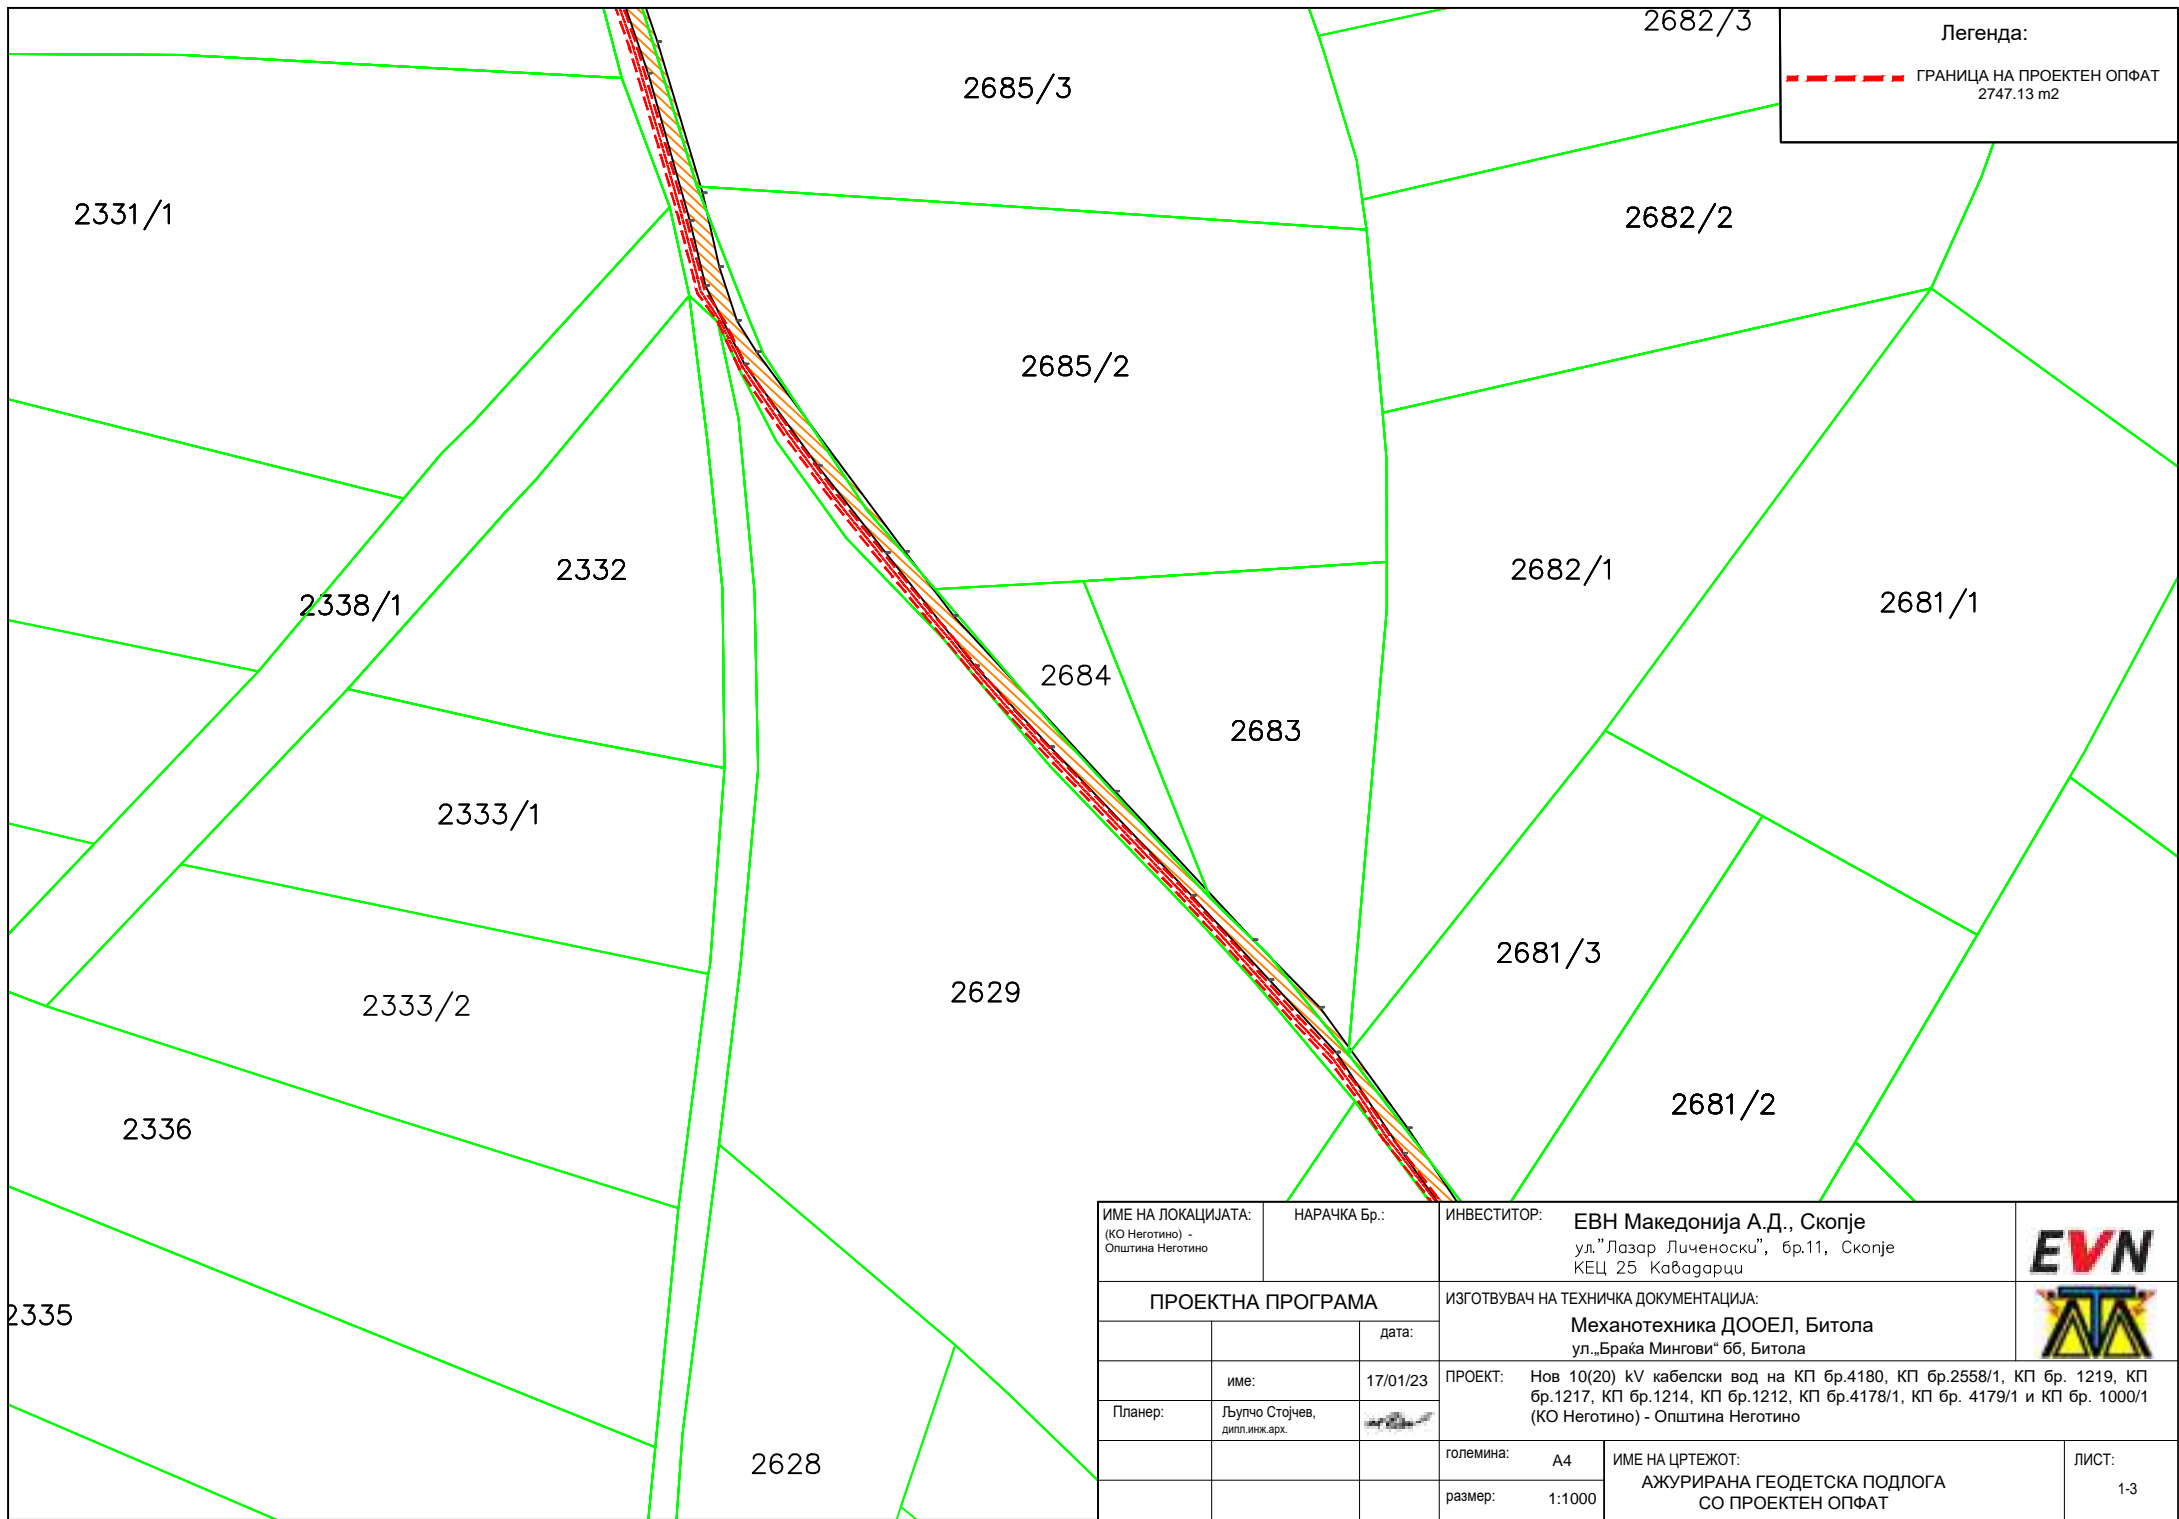 2682/3
Легенда:
ГРАНИЦА НА ПРОЕКТЕН ОПФАТ
2747.13 m2
2685/3
2331/1
2682/2
2685/2
2332
2338/1
2682/1
2681/1
2684
2683
2333/1
2681/3
2333/2
2629
2681/2
2336
2335
2628
ИМЕ НА ЛОКАЦИЈАТА:
(КО Неготино) -
Општина Неготино
НАРАЧКА Бр.:
ИНВЕСТИТОР:
ЕВН Македонија А.Д., Скопје
ул."Лазар Личеноски", бр.11, Скопје
КЕЦ 25 Кавадарци
EVN
ПРОЕКТНА ПРОГРАМА
ИЗГОТВУВАЧ НА ТЕХНИЧКА ДОКУМЕНТАЦИЈА:
Механотехника ДООЕЛ, Битола
ул.„Браќа Мингови“ бб, Битола
дата:
име:
17/01/23
Планер:
Љупчо Стојчев,
дипл.инж.арх.
ПРОЕКТ:
Нов 10(20) kV кабелски вод на КП бр.4180, КП бр.2558/1, КП бр. 1219, КП
бр.1217, КП бр.1214, КП бр.1212, КП бр.4178/1, КП бр. 4179/1 и КП бр. 1000/1
(КО Неготино) - Општина Неготино
големина:
А4
размер:
1:1000
ИМЕ НА ЦРТЕЖОТ:
АЖУРИРАНА ГЕОДЕТСКА ПОДЛОГА
СО ПРОЕКТЕН ОПФАТ
ЛИСТ:
1-3